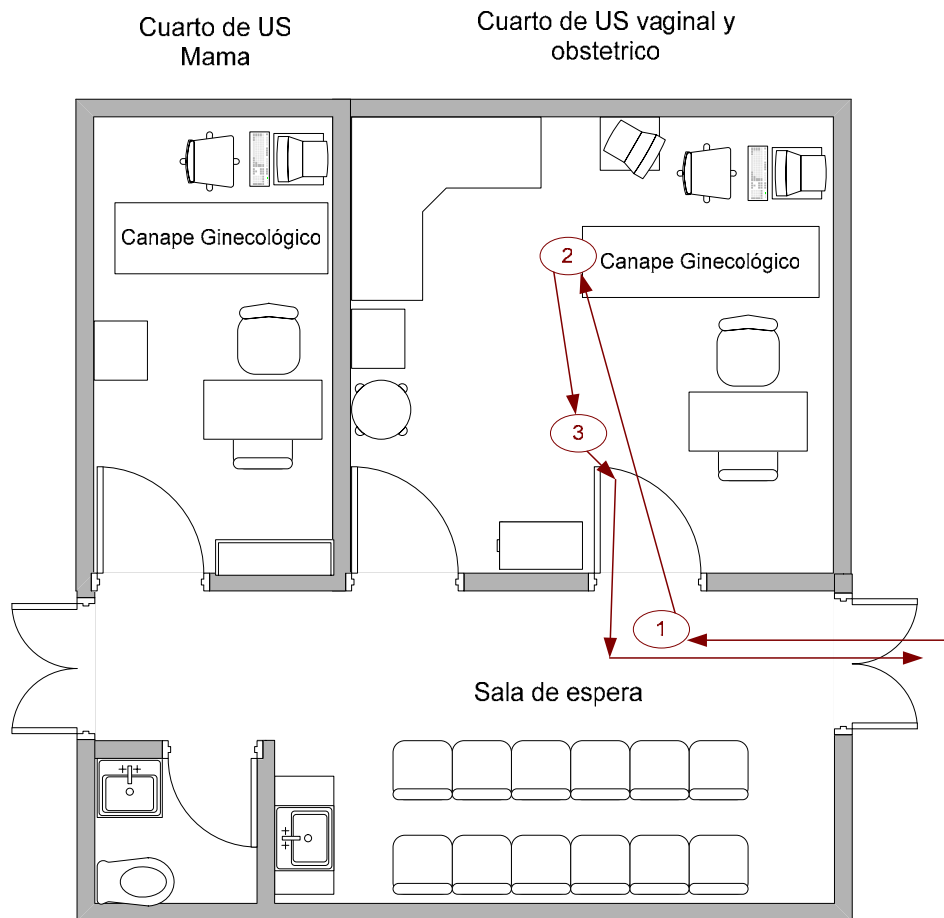 Cuarto de US
Mama
Cuarto de US vaginal y
obstetrico
Canape Ginecológico
2
Canape Ginecológico
3
1
Sala de espera